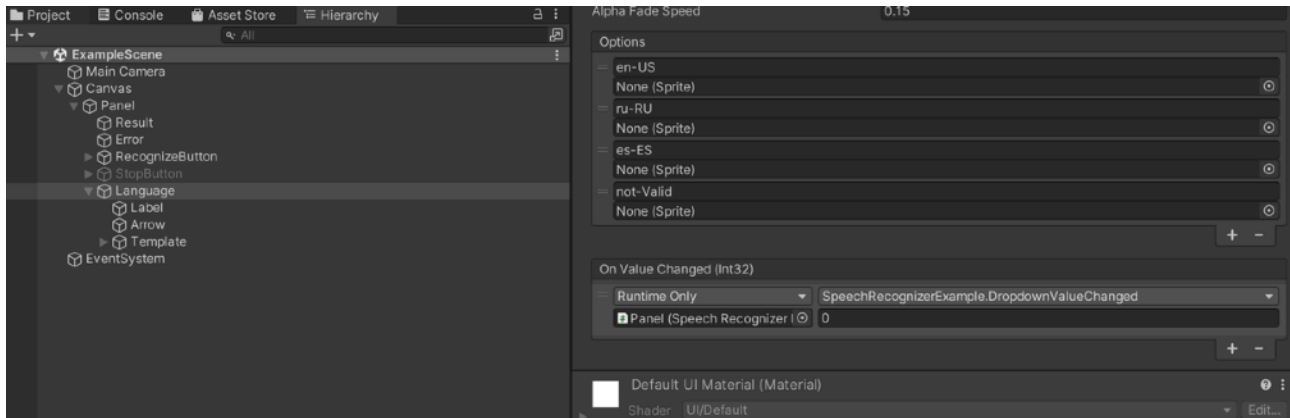 Project Console Asset Store Hierarchy
All
ExampleScene
Main Camera
Canvas
Panel
Result
Error
RecognizeButton
StopButton
Language
Label
Arrow
Template
EventSystem
Alpha Fade Speed 0.15
Options
en-US
None (Sprite)
ru-RU
None (Sprite)
es-ES
None (Sprite)
not-Valid
None (Sprite)
On Value Changed (Int32)
Runtime Only SpeechRecognizerExample.DropdownValueChanged
Panel (Speech Recognizer 0
Default UI Material (Material)
Shader UI/Default Edit...